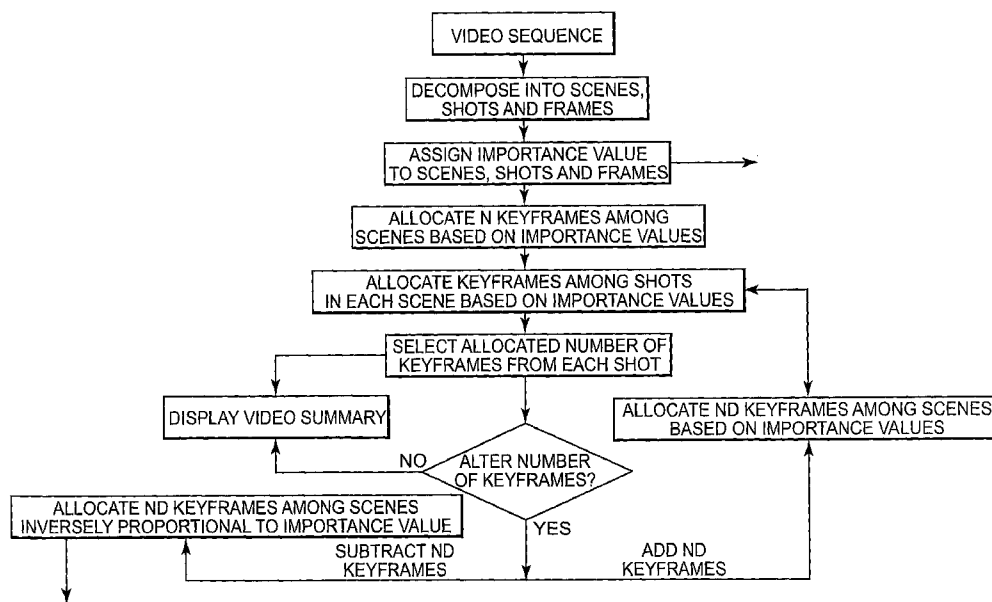 VIDEO SEQUENCE
DECOMPOSE INTO SCENES,
SHOTS AND FRAMES
ASSIGN IMPORTANCE VALUE
TO SCENES, SHOTS AND FRAMES
ALLOCATE N KEYFRAMES AMONG
SCENES BASED ON IMPORTANCE VALUES
ALLOCATE KEYFRAMES AMONG SHOTS
IN EACH SCENE BASED ON IMPORTANCE VALUES
SELECT ALLOCATED NUMBER OF
KEYFRAMES FROM EACH SHOT
DISPLAY VIDEO SUMMARY
ALLOCATE ND KEYFRAMES AMONG SCENES
BASED ON IMPORTANCE VALUES
NO
ALTER NUMBER
OF KEYFRAMES?
ALLOCATE ND KEYFRAMES AMONG SCENES
INVERSELY PROPORTIONAL TO IMPORTANCE VALUE
YES
SUBTRACT ND
KEYFRAMES
ADD ND
KEYFRAMES